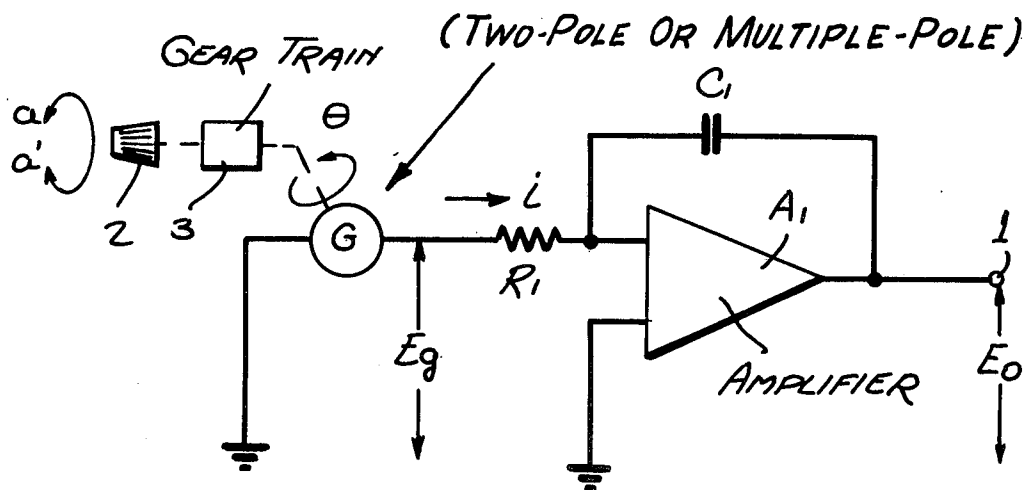 (TWO-POLE OR MULTIPLE-POLE)
GEAR TRAIN
C1
a
a'
θ
2
3
i
A1
1
G
R1
Eg
AMPLIFIER
EO